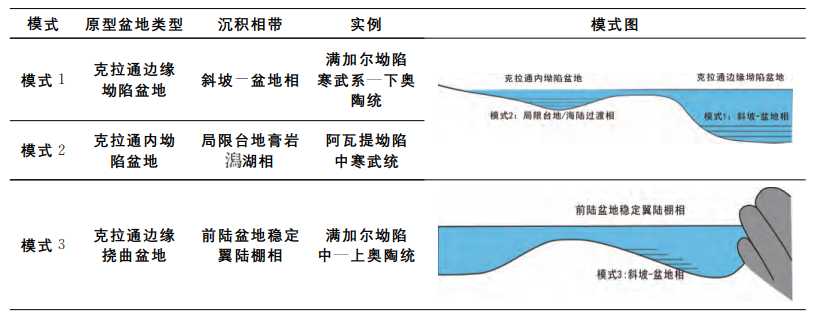 模式 原型盆地类型 沉积相带 实例 模式图
模式 1
克拉通边缘
坳陷盆地
斜坡—盆地相
满加尔坳陷
寒武系—下奥
陶统
模式 2
克拉通内坳
陷盆地
局限台地膏岩
潟湖相
阿瓦提坳陷
中寒武统
克拉通内坳陷盆地
克拉通边缘坳陷盆地
模式2：局限台地/海陆过渡相
模式1：斜坡-盆地相
模式 3
克拉通边缘
挠曲盆地
前陆盆地稳定
翼陆棚相
满加尔坳陷
中—上奥陶统
前陆盆地稳定翼陆棚相
模式3:斜坡-盆地相